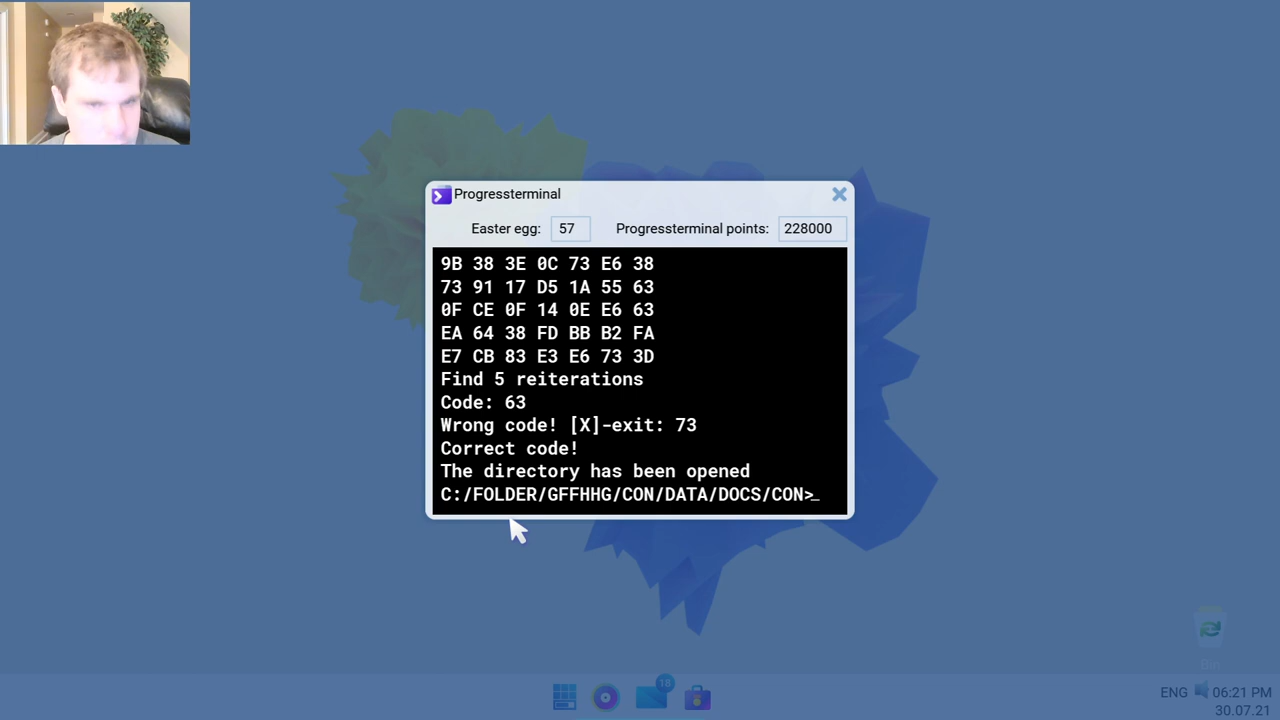 Progressterminal
Easter egg: 57 Progressterminal points: 228000
9B 38 3E 0C 73 E6 38
73 91 17 D5 1A 55 63
0F CE 0F 14 0E E6 63
EA 64 38 FD BB B2 FA
E7 CB 83 E3 E6 73 3D
Find 5 reiterations
Code: 63
Wrong code! [X]-exit: 73
Correct code!
The directory has been opened
C:/FOLDER/GFFHHG/CON/DATA/DOCS/CON>_
Bin
18
ENG 06:21 PM
30.07.21